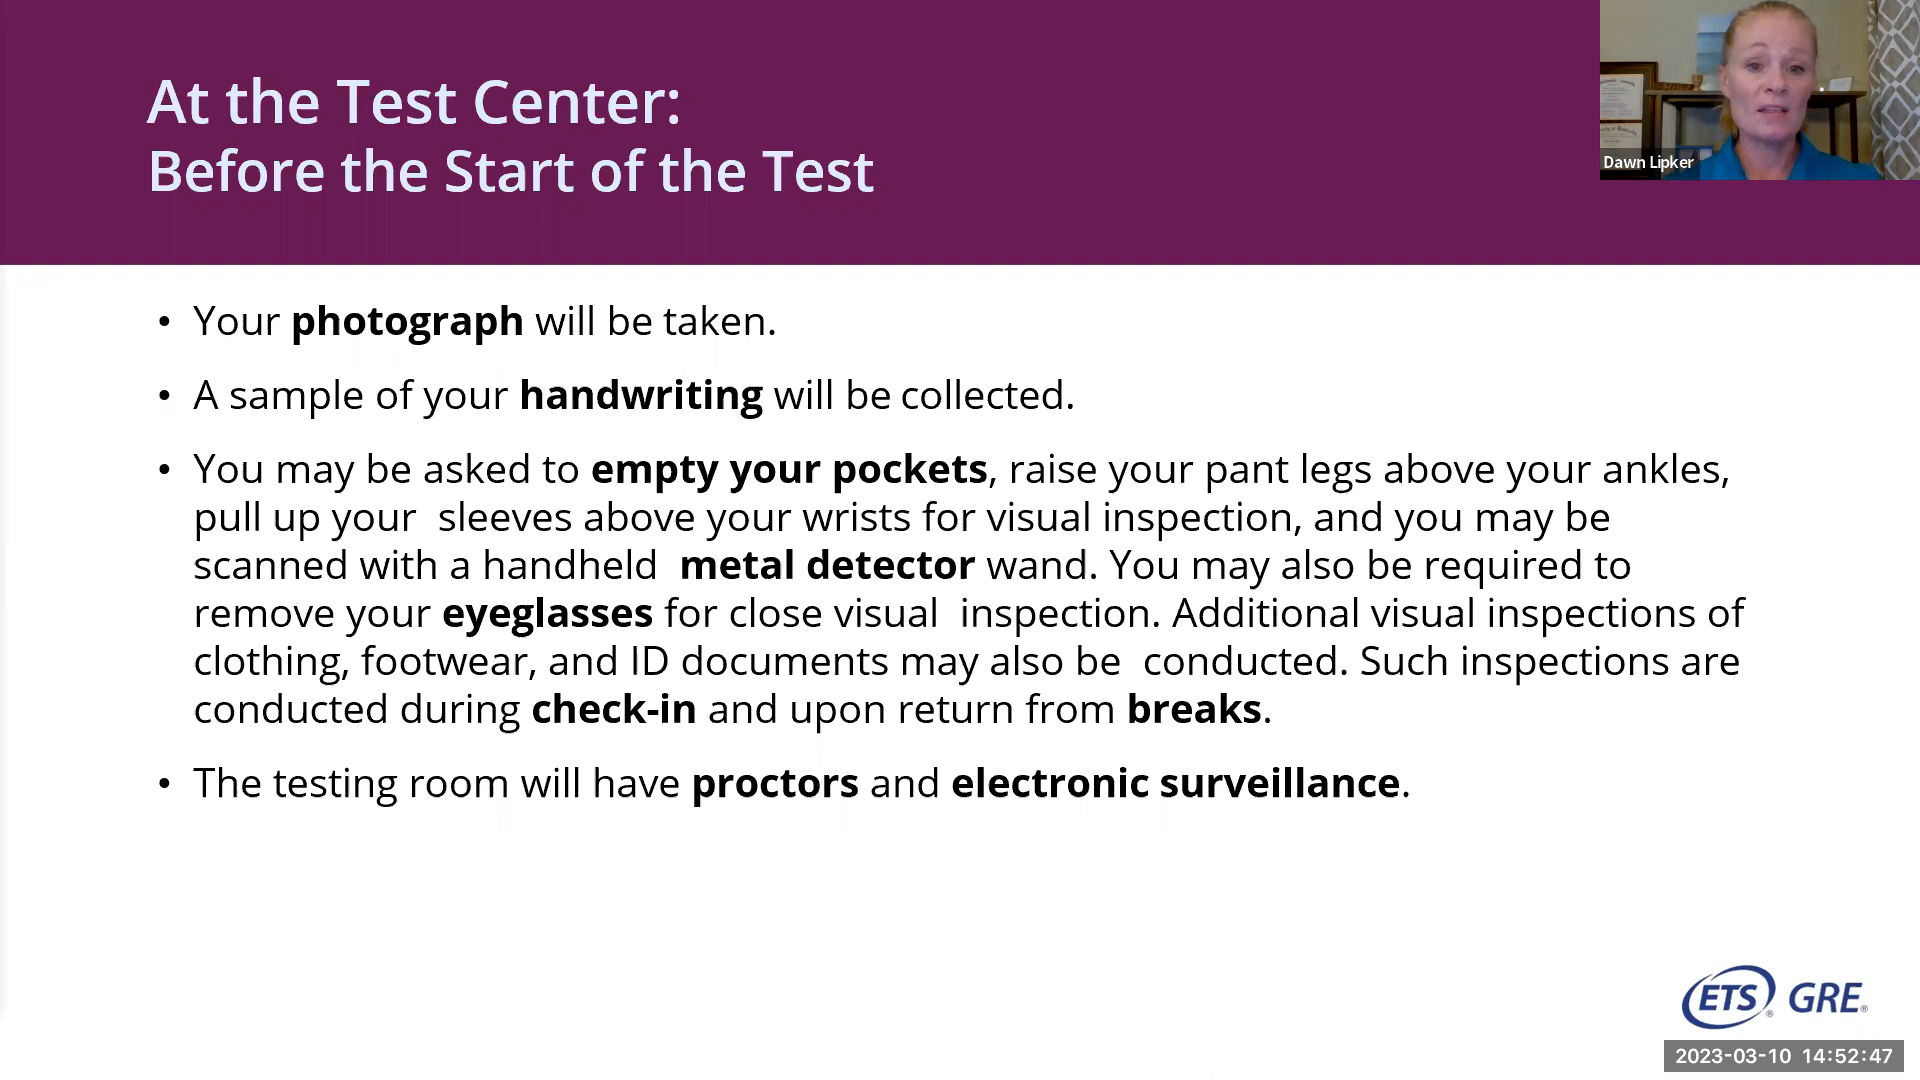 At the Test Center:
Before the Start of the Test
Dawn Lipker
• Your photograph will be taken.
• A sample of your handwriting will be collected.
• You may be asked to empty your pockets, raise your pant legs above your ankles,
pull up your sleeves above your wrists for visual inspection, and you may be
scanned with a handheld metal detector wand. You may also be required to
remove your eyeglasses for close visual inspection. Additional visual inspections of
clothing, footwear, and ID documents may also be conducted. Such inspections are
conducted during check-in and upon return from breaks.
• The testing room will have proctors and electronic surveillance.
ETS® GRE®
2023-03-10 14:52:47